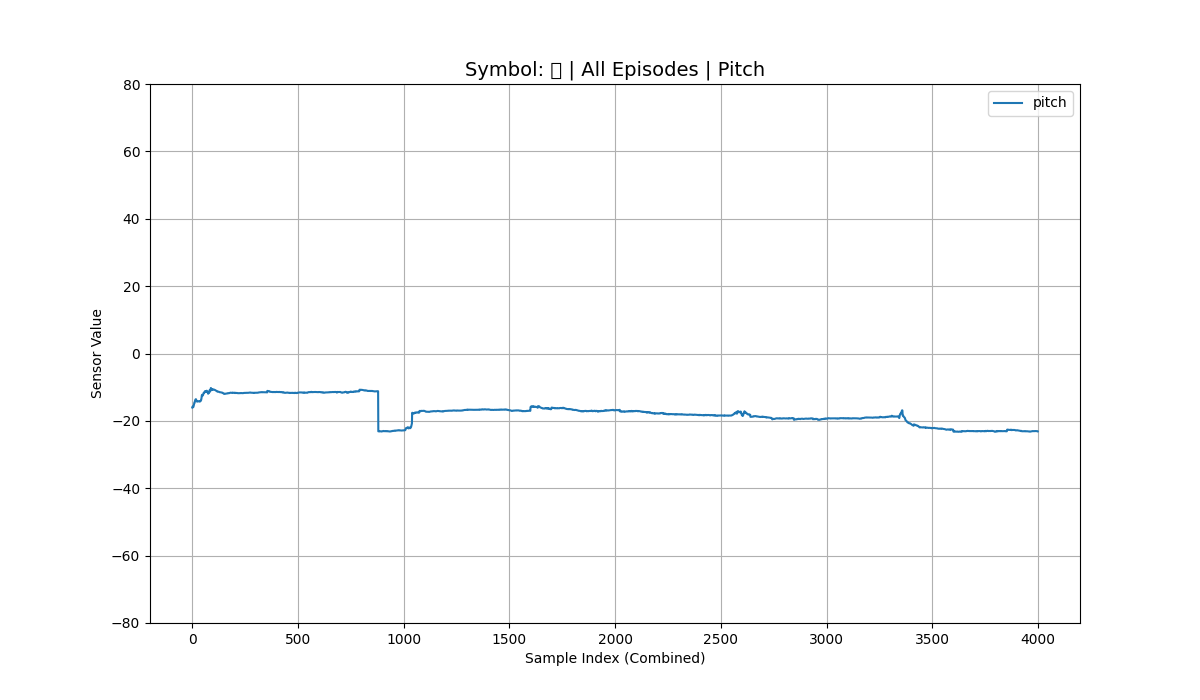 Symbol: | All Episodes | Pitch
pitch
80
60
40
20
0
−20
−40
−60
−80
Sensor Value
0 500 1000 1500 2000 2500 3000 3500 4000
Sample Index (Combined)